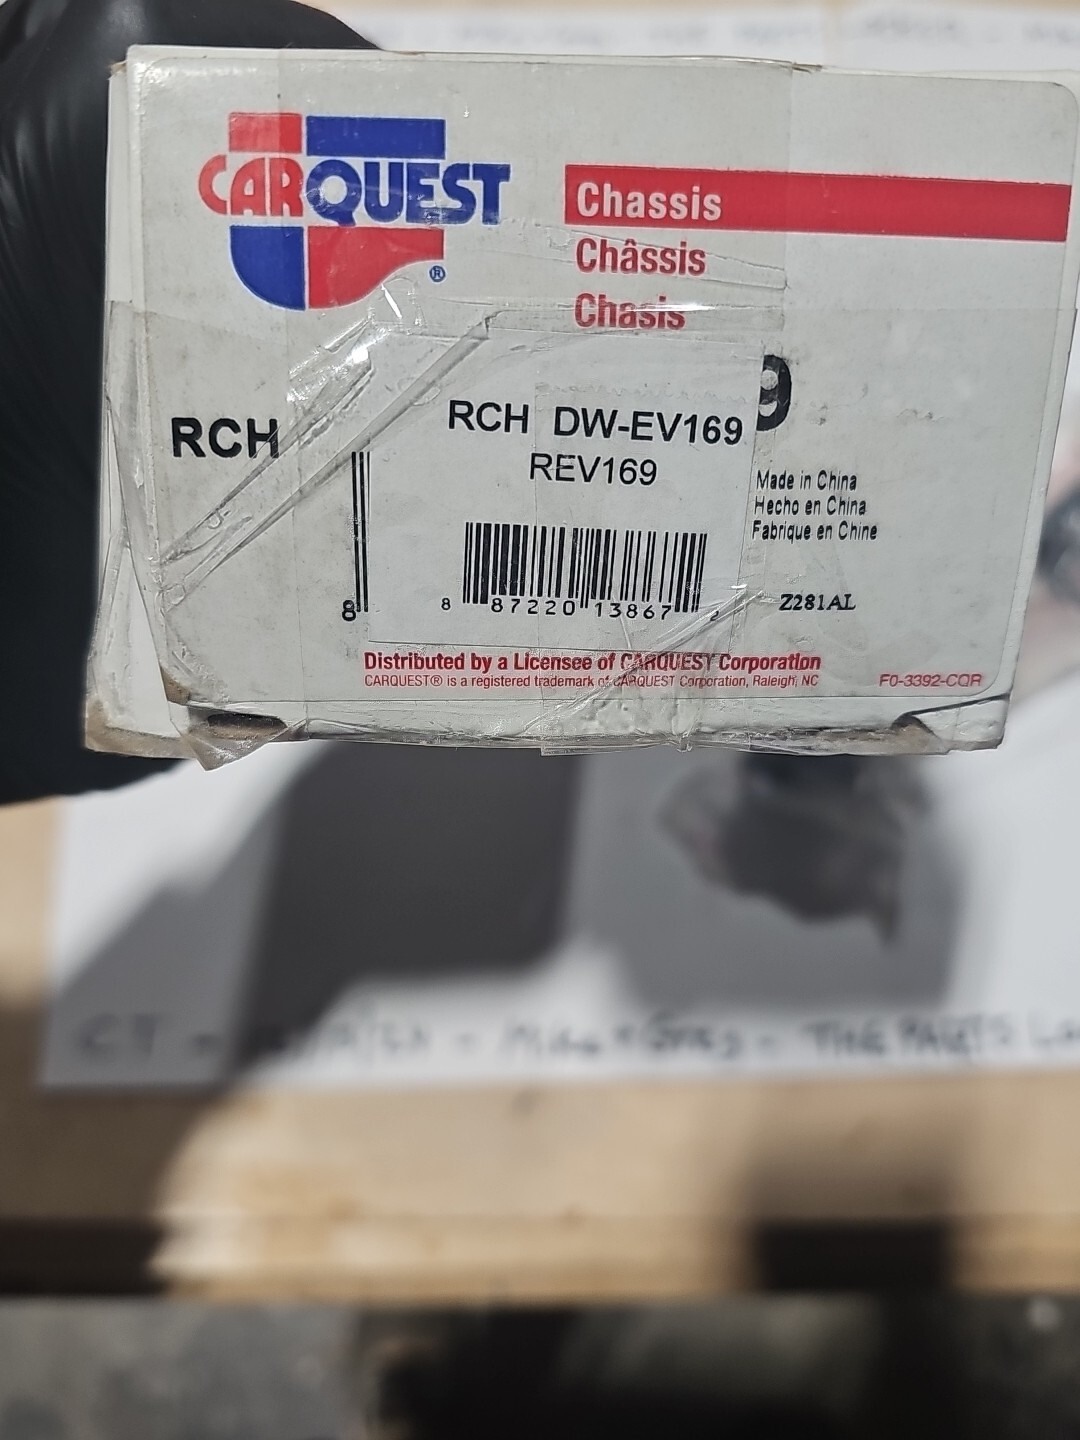 CARQUEST
®
Chassis
Châssis
Chasis
9
RCH
RCH DW-EV169
REV169
Made in China
Hecho en China
Fabrique en Chine
8
8 87220 13867 2
Z281AL
Distributed by a Licensee of CARQUEST Corporation
CARQUEST® is a registered trademark of CARQUEST Corporation, Raleigh, NC
F0-3392-CQR
THE PARTS